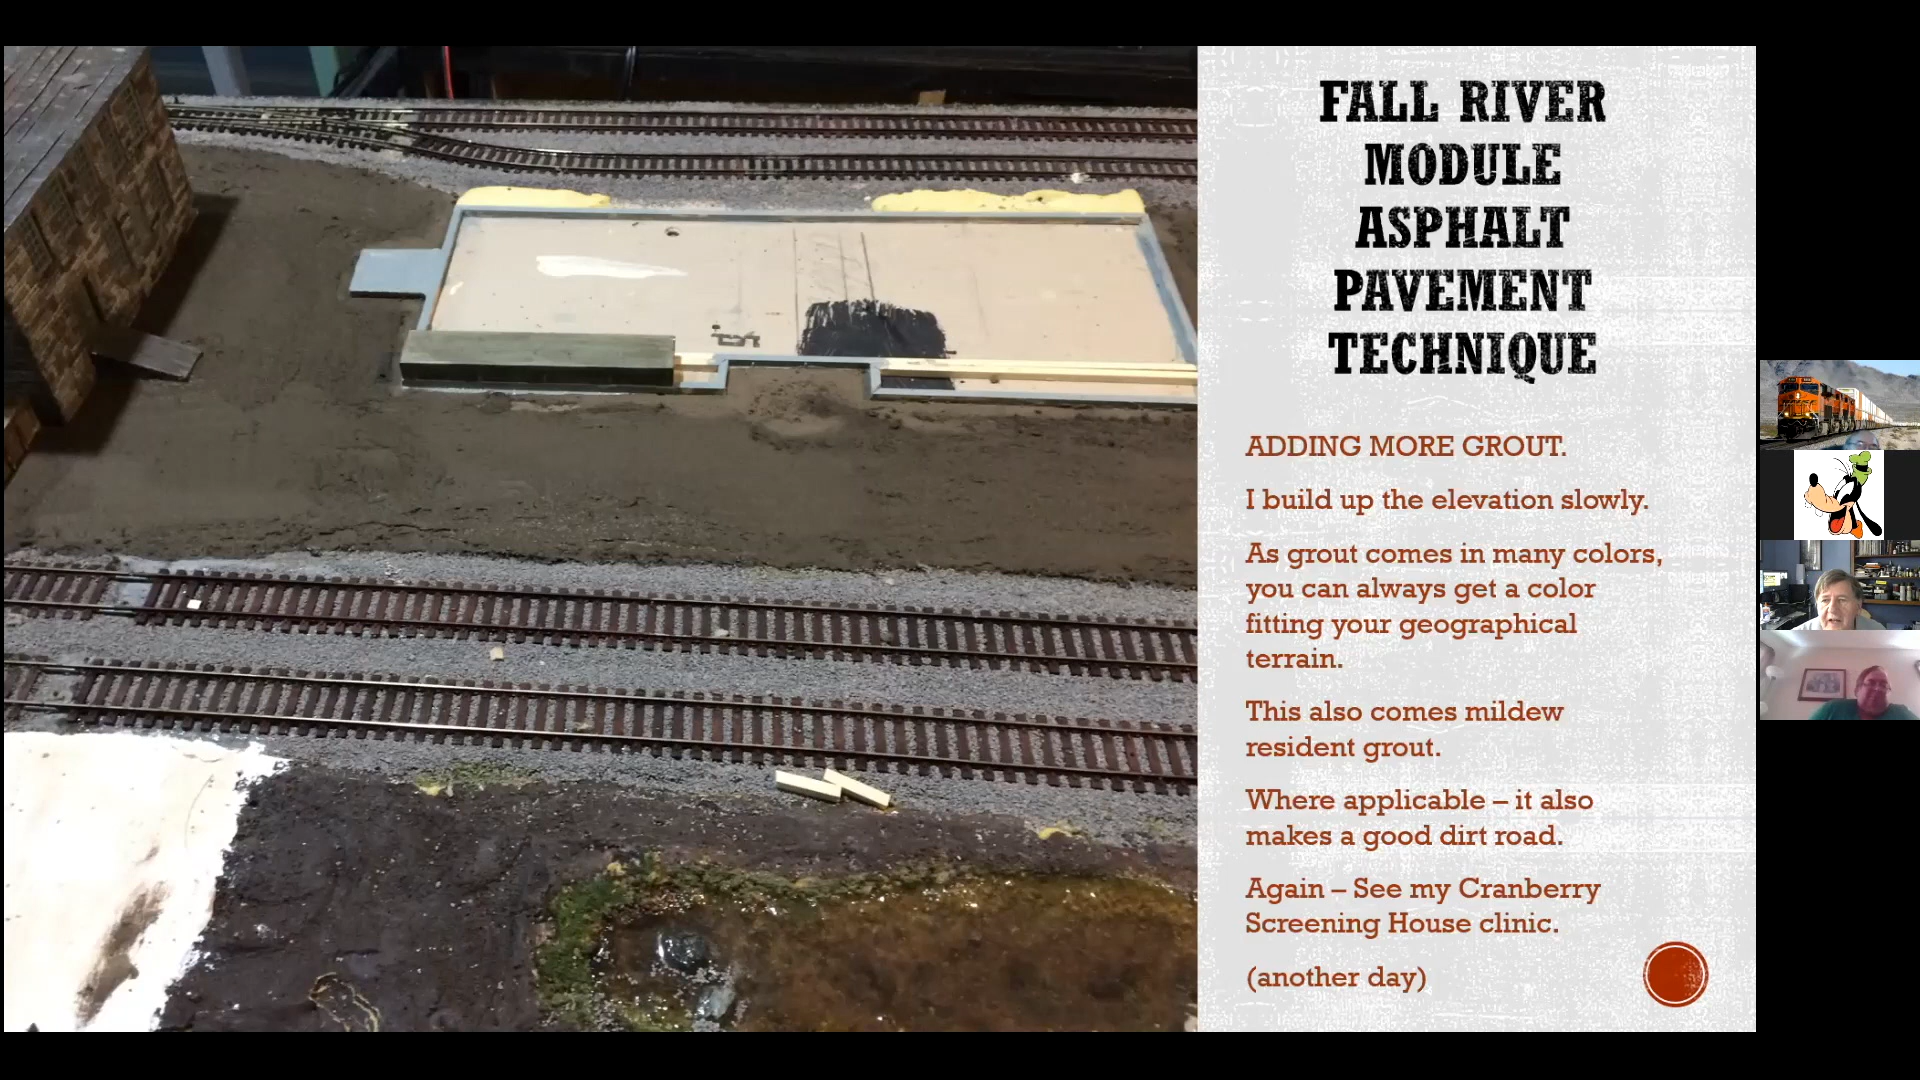 FALL RIVER
MODULE
ASPHALT
PAVEMENT
TECHNIQUE
ADDING MORE GROUT.
I build up the elevation slowly.
As grout comes in many colors,
you can always get a color
fitting your geographical
terrain.
This also comes mildew
resident grout.
Where applicable – it also
makes a good dirt road.
Again – See my Cranberry
Screening House clinic.
(another day)